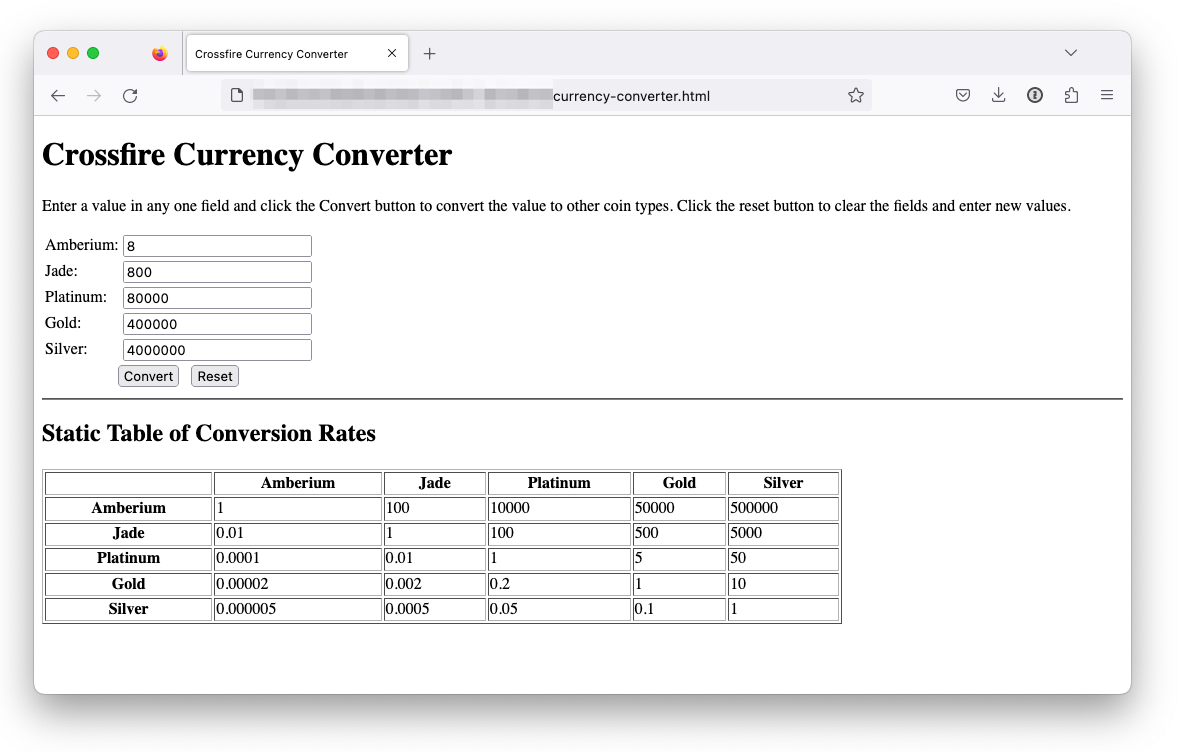 Crossfire Currency Converter
currency-converter.html
Crossfire Currency Converter
Enter a value in any one field and click the Convert button to convert the value to other coin types. Click the reset button to clear the fields and enter new values.
Amberium: 8
Jade: 800
Platinum: 80000
Gold: 400000
Silver: 4000000
Convert Reset
Static Table of Conversion Rates
Amberium Jade Platinum Gold Silver
Amberium 1 100 10000 50000 500000
Jade 0.01 1 100 500 5000
Platinum 0.0001 0.01 1 5 50
Gold 0.00002 0.002 0.2 1 10
Silver 0.000005 0.0005 0.05 0.1 1